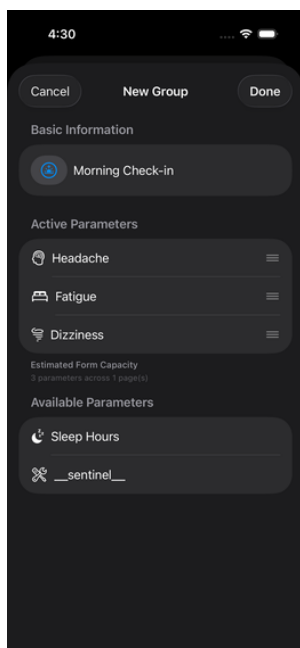 4:30
Cancel
New Group
Done
Basic Information
Morning Check-in
Active Parameters
Headache
Fatigue
Dizziness
Estimated Form Capacity
3 parameters across 1 page(s)
Available Parameters
Sleep Hours
__sentinel__